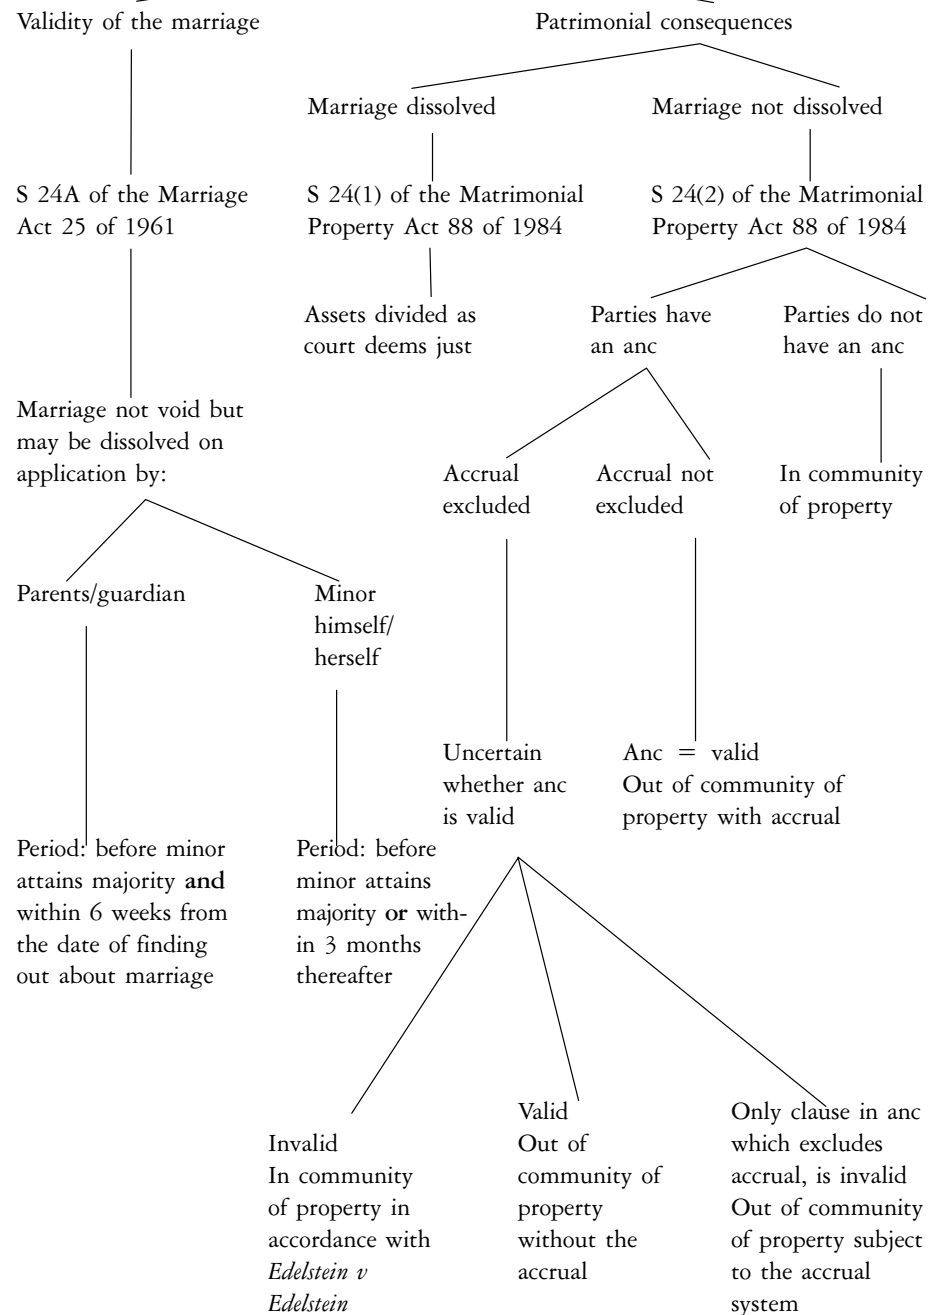 Validity of the marriage
Patrimonial consequences
Marriage dissolved
Marriage not dissolved
S 24A of the Marriage
Act 25 of 1961
S 24(1) of the Matrimonial
Property Act 88 of 1984
S 24(2) of the Matrimonial
Property Act 88 of 1984
Assets divided as
court deems just
Parties have
an anc
Parties do not
have an anc
Marriage not void but
may be dissolved on
application by:
Accrual
excluded
Accrual not
excluded
In community
of property
Parents/guardian
Minor
himself/
herself
Uncertain
whether anc
is valid
Anc = valid
Out of community of
property with accrual
Period: before minor
attains majority and
within 6 weeks from
the date of finding
out about marriage
Period: before
minor attains
majority or with-
in 3 months
thereafter
Invalid
In community
of property in
accordance with
Edelstein v
Edelstein
Valid
Out of
community of
property
without the
accrual
Only clause in anc
which excludes
accrual, is invalid
Out of community
of property subject
to the accrual
system